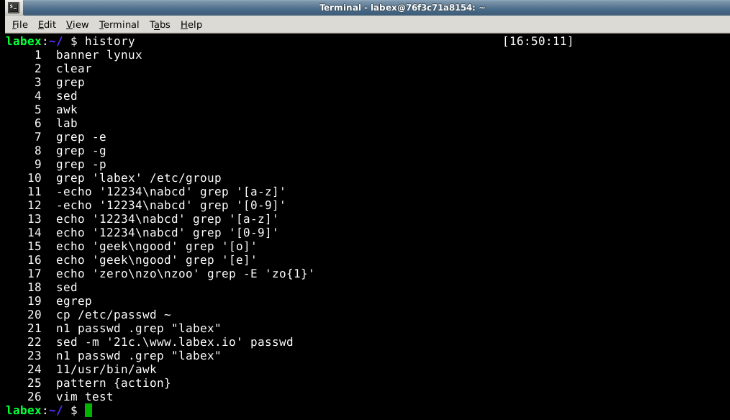 Terminal - labex@76f3c71a8154: ~
File Edit View Terminal Tabs Help
labex:~/ $ history [16:50:11]
1 banner lynux
2 clear
3 grep
4 sed
5 awk
6 lab
7 grep -e
8 grep -g
9 grep -p
10 grep 'labex' /etc/group
11 -echo '12234\nabcd' grep '[a-z]'
12 -echo '12234\nabcd' grep '[0-9]'
13 echo '12234\nabcd' grep '[a-z]'
14 echo '12234\nabcd' grep '[0-9]'
15 echo 'geek\ngood' grep '[o]'
16 echo 'geek\ngood' grep '[e]'
17 echo 'zero\nzo\nzoo' grep -E 'zo{1}'
18 sed
19 egrep
20 cp /etc/passwd ~
21 n1 passwd .grep "labex"
22 sed -m '21c.\www.labex.io' passwd
23 n1 passwd .grep "labex"
24 11/usr/bin/awk
25 pattern {action}
26 vim test
labex:~/ $